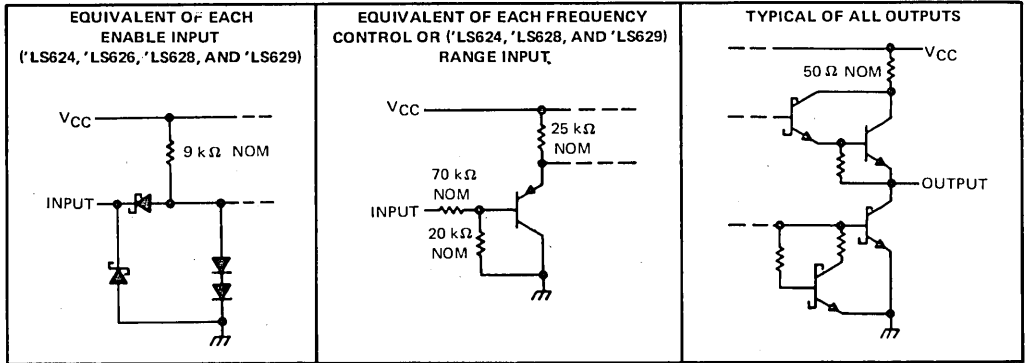 EQUIVALENT OF EACH
ENABLE INPUT
('LS624, 'LS626, 'LS628, AND 'LS629)
VCC
9 kΩ NOM
INPUT
EQUIVALENT OF EACH FREQUENCY
CONTROL OR ('LS624, 'LS628, AND 'LS629)
RANGE INPUT
VCC
25 kΩ
NOM
70 kΩ
NOM
INPUT
20 kΩ
NOM
TYPICAL OF ALL OUTPUTS
VCC
50 Ω NOM
OUTPUT